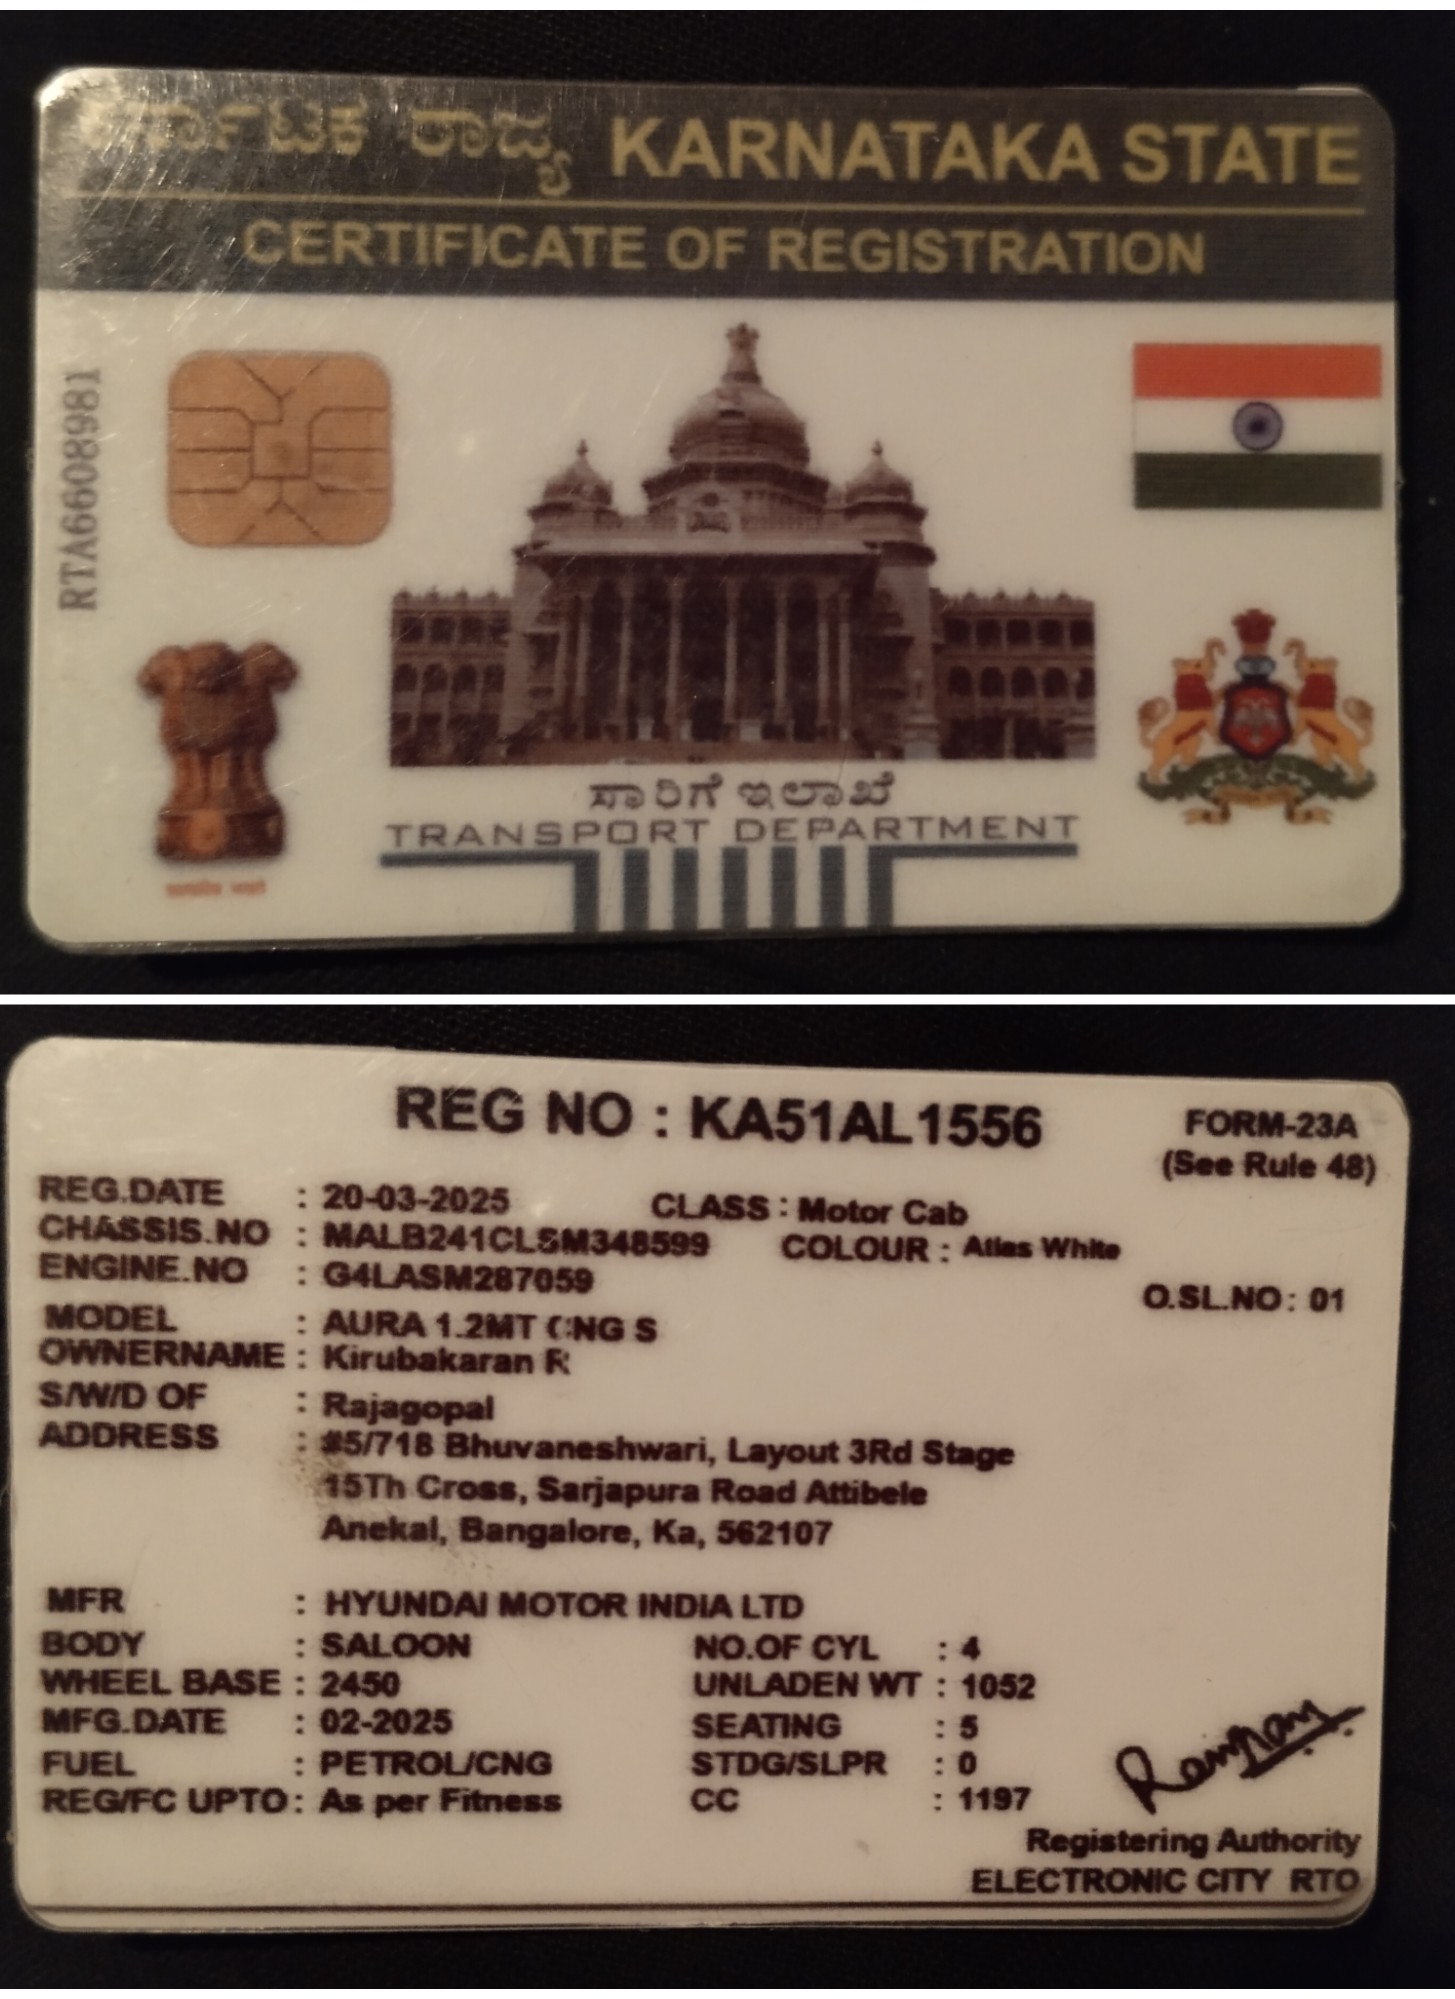 ಕರ್ನಾಟಕ ರಾಜ್ಯ KARNATAKA STATE
CERTIFICATE OF REGISTRATION
RTA6608981
ಸಾರಿಗೆ ಇಲಾಖೆ
TRANSPORT DEPARTMENT
REG NO : KA51AL1556
FORM-23A
(See Rule 48)
REG.DATE : 20-03-2025 CLASS : Motor Cab
CHASSIS.NO : MALB241CLSM348599 COLOUR : Atlas White
ENGINE.NO : G4LASM287059
O.SL.NO : 01
MODEL : AURA 1.2MT CNG S
OWNERNAME : Kirubakaran R
S/W/D OF : Rajagopal
ADDRESS : #5/718 Bhuvaneshwari, Layout 3Rd Stage
15Th Cross, Sarjapura Road Attibele
Anekal, Bangalore, Ka, 562107
MFR : HYUNDAI MOTOR INDIA LTD
BODY : SALOON NO.OF CYL : 4
WHEEL BASE : 2450 UNLADEN WT : 1052
MFG.DATE : 02-2025 SEATING : 5
FUEL : PETROL/CNG STDG/SLPR : 0
REG/FC UPTO : As per Fitness CC : 1197
Registering Authority
ELECTRONIC CITY RTO